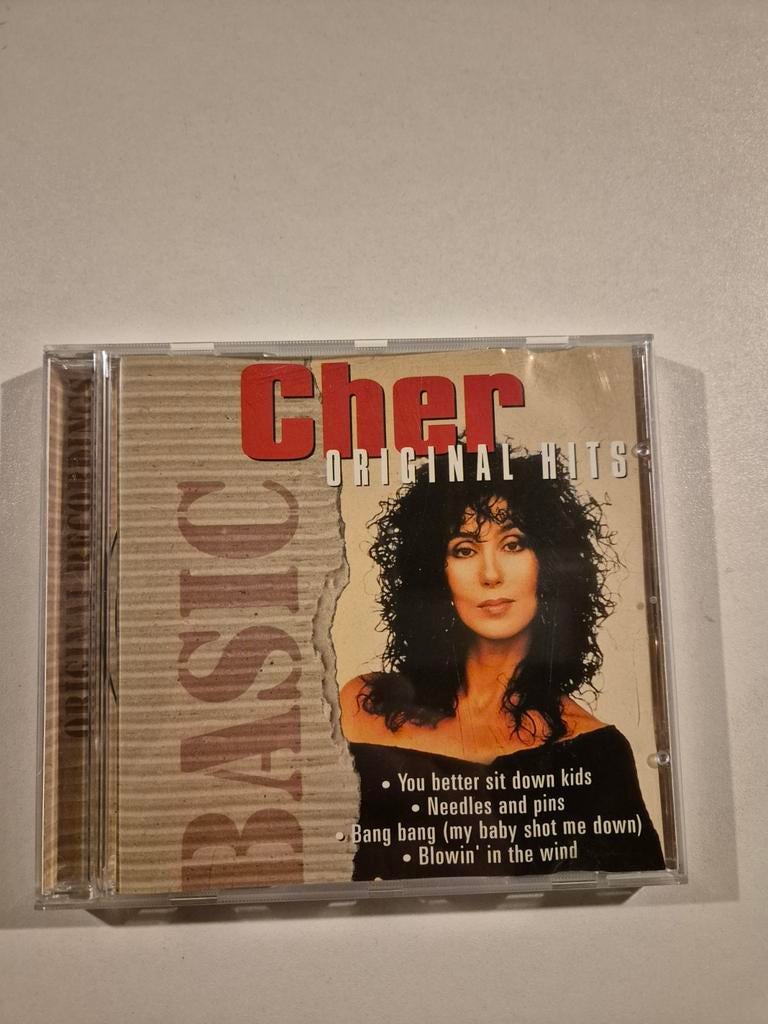 Cher
ORIGINAL HITS
BASIC
ORIGINAL RECORDINGS
• You better sit down kids
• Needles and pins
• Bang bang (my baby shot me down)
• Blowin' in the wind